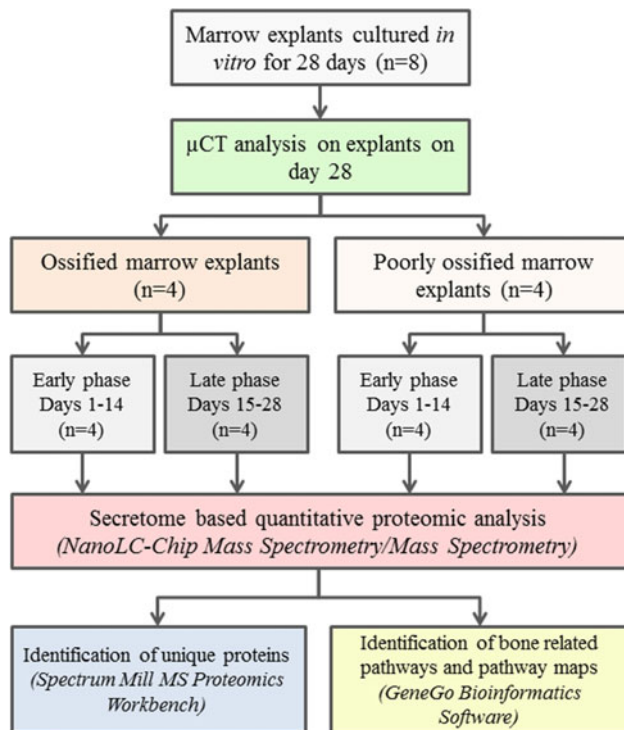 Marrow explants cultured in
vitro for 28 days (n=8)
µCT analysis on explants on
day 28
Ossified marrow explants
(n=4)
Poorly ossified marrow
explants (n=4)
Early phase
Days 1-14
(n=4)
Late phase
Days 15-28
(n=4)
Early phase
Days 1-14
(n=4)
Late phase
Days 15-28
(n=4)
Secretome based quantitative proteomic analysis
(NanoLC-Chip Mass Spectrometry/Mass Spectrometry)
Identification of unique proteins
(Spectrum Mill MS Proteomics
Workbench)
Identification of bone related
pathways and pathway maps
(GeneGo Bioinformatics
Software)